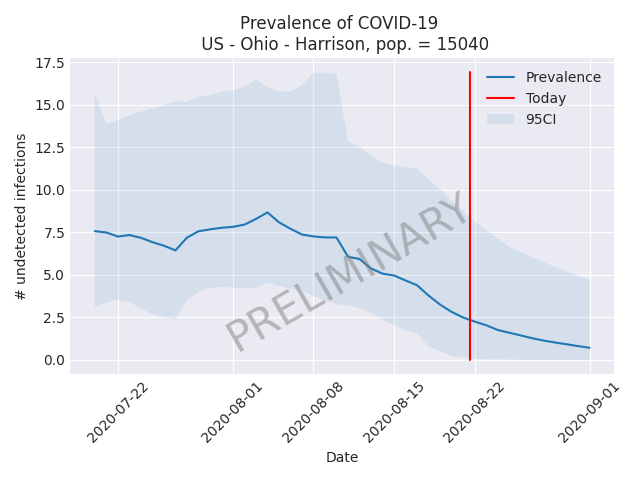 Prevalence of COVID-19
US - Ohio - Harrison, pop. = 15040
17.5
15.0
12.5
10.0
7.5
5.0
2.5
0.0
# undetected infections
Prevalence
Today
95CI
PRELIMINARY
2020-07-22
2020-08-01
2020-08-08
2020-08-15
2020-08-22
2020-09-01
Date